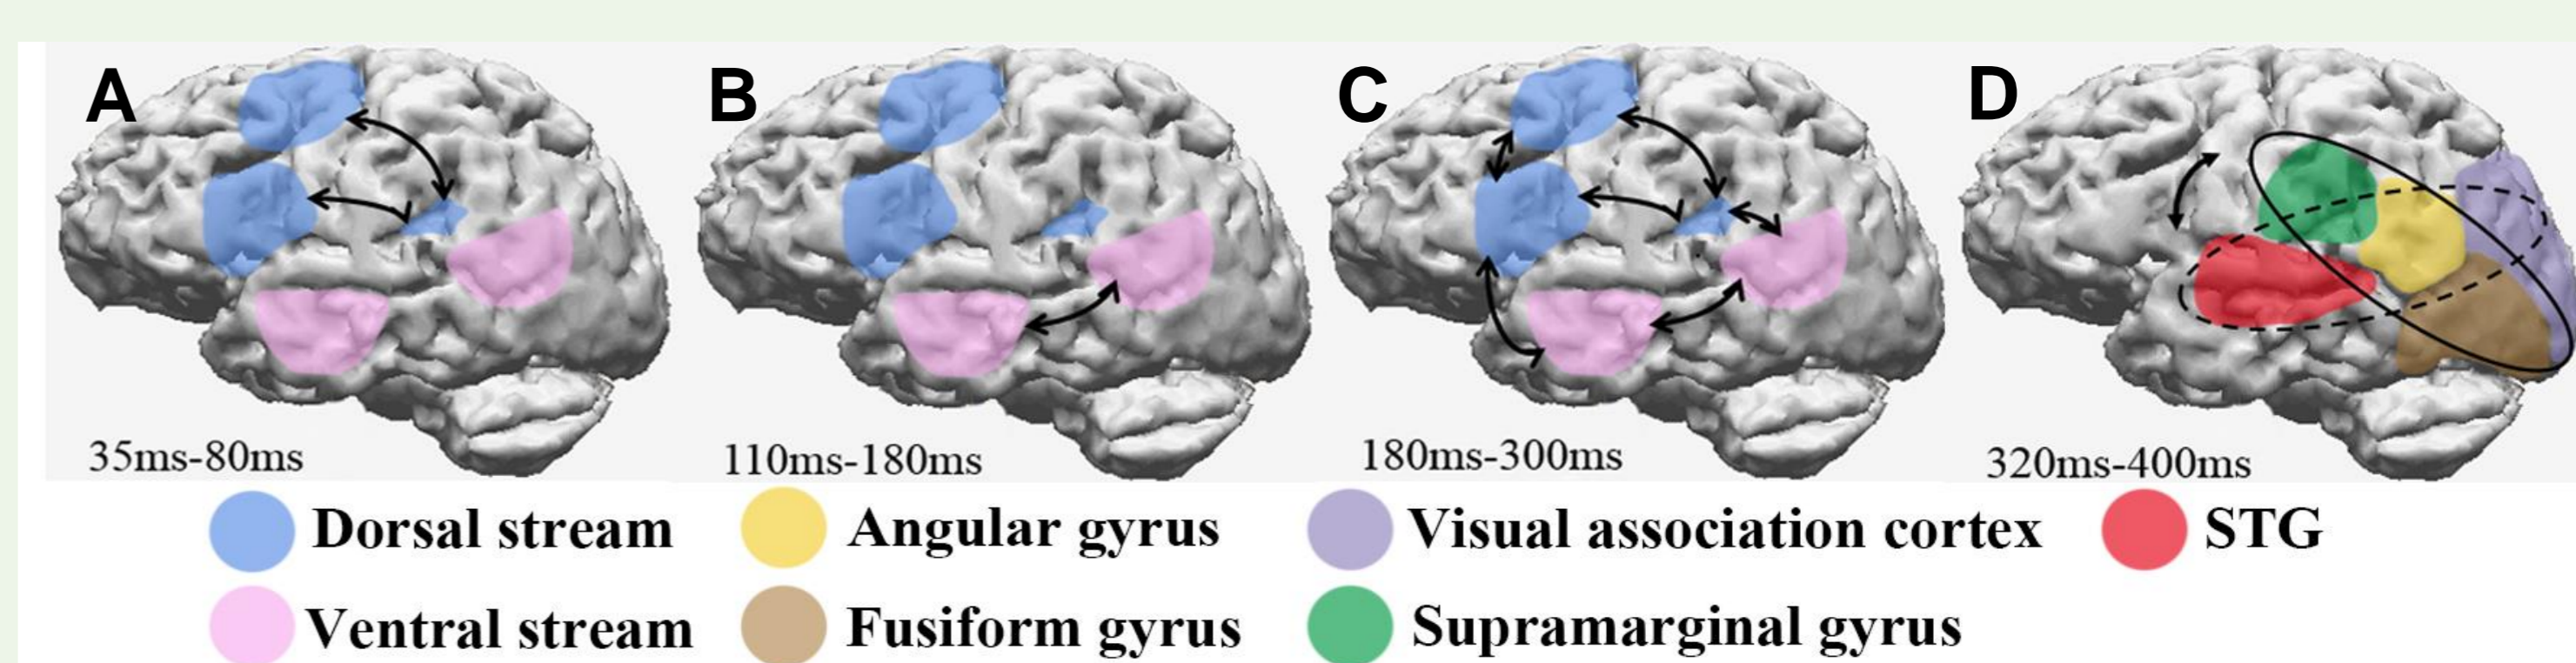 A B C D
35ms-80ms 110ms-180ms 180ms-300ms 320ms-400ms
Dorsal stream Angular gyrus Visual association cortex STG
Ventral stream Fusiform gyrus Supramarginal gyrus